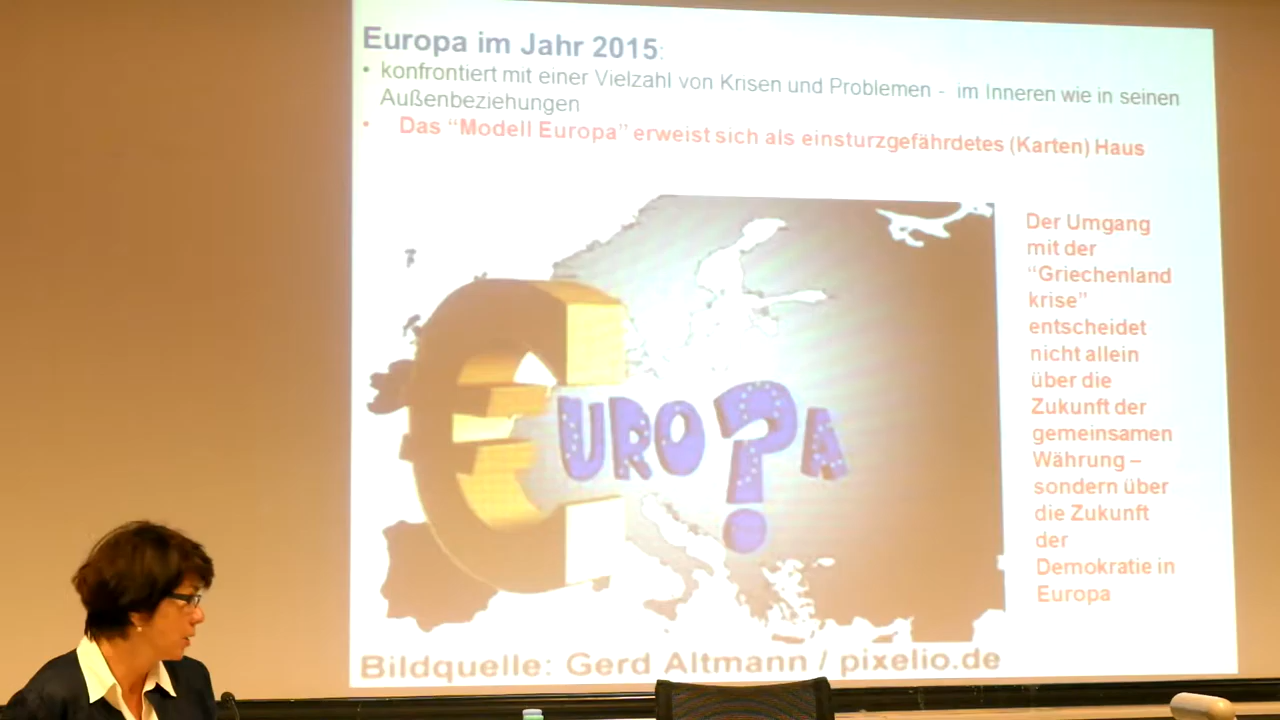 Europa im Jahr 2015:
• konfrontiert mit einer Vielzahl von Krisen und Problemen - im Inneren wie in seinen
Außenbeziehungen
• Das “Modell Europa” erweist sich als einsturzgefährdetes (Karten) Haus
Der Umgang
mit der
“Griechenland
krise”
entscheidet
nicht allein
über die
Zukunft der
gemeinsamen
Währung –
sondern über
die Zukunft
der
Demokratie in
Europa
€URO?A
Bildquelle: Gerd Altmann / pixelio.de